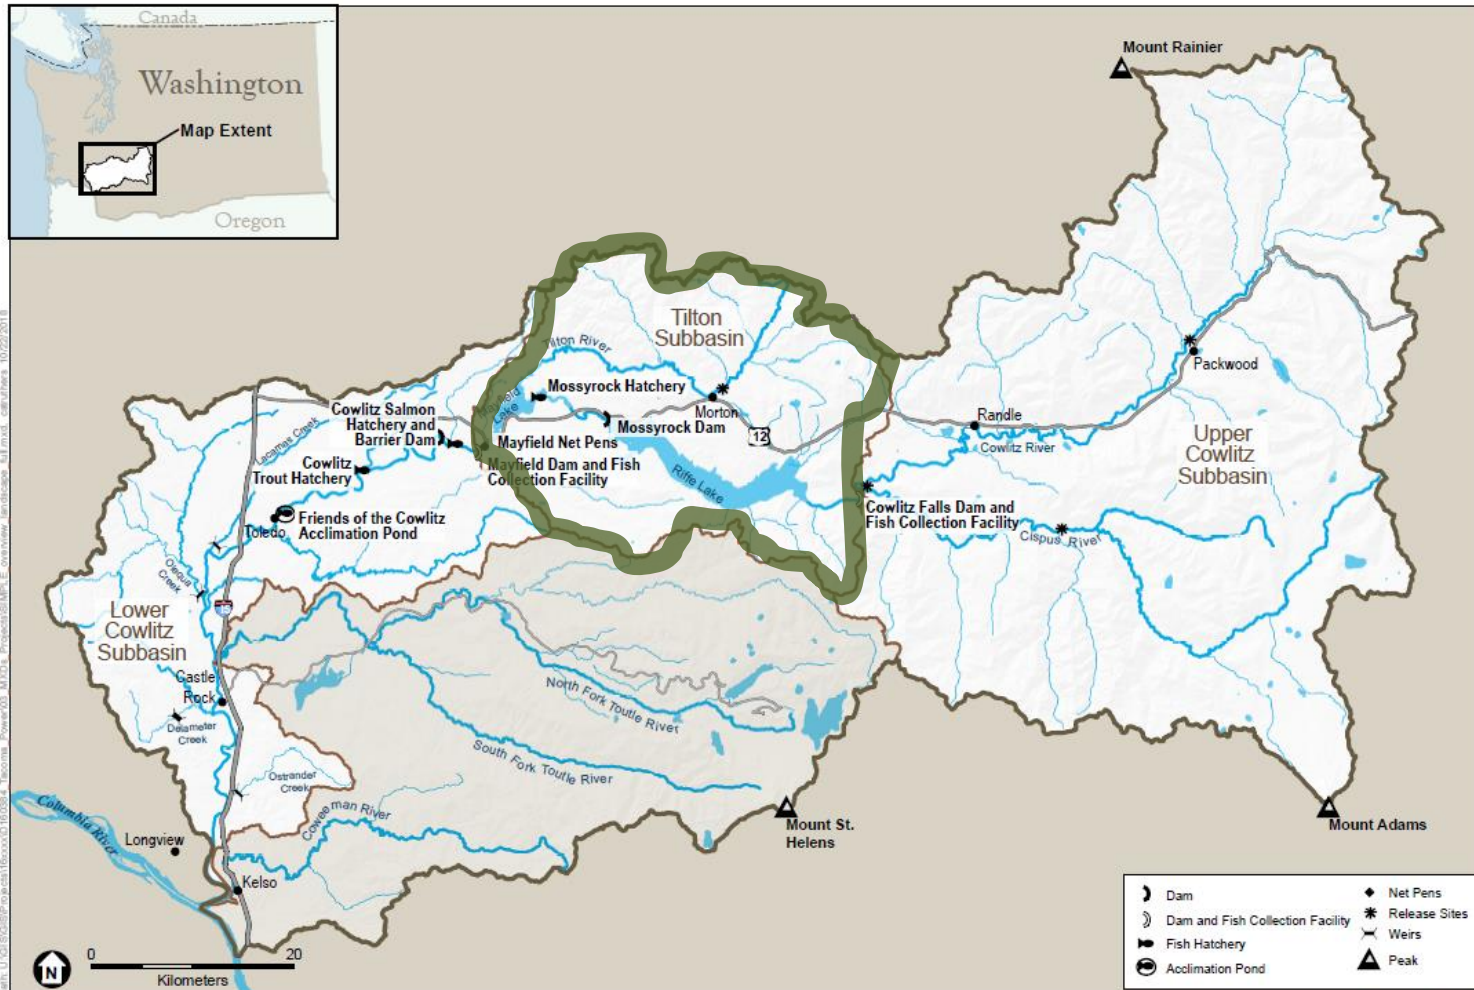 Canada
Washington
Map Extent
Oregon
Mount Rainier
Tilton
Subbasin
Tilton River
Mossyrock Hatchery
Mayfield
Lake
Morton
Mossyrock Dam
12
Cowlitz Salmon
Hatchery and
Barrier Dam
Lacamas Creek
Mayfield Net Pens
Mayfield Dam and Fish
Collection Facility
Cowlitz
Trout Hatchery
Riffe Lake
Friends of the Cowlitz
Acclimation Pond
Toledo
Packwood
Randle
Cowlitz River
Upper
Cowlitz
Subbasin
Cowlitz Falls Dam and
Fish Collection Facility
Cispus River
Olequa
Creek
Lower
Cowlitz
Subbasin
Castle
Rock
Delameter
Creek
Ostrander
Creek
North Fork Toutle River
South Fork Toutle River
Coweeman River
Columbia River
Longview
Kelso
Mount St.
Helens
Mount Adams
N
0 20
Kilometers
Dam
Dam and Fish Collection Facility
Fish Hatchery
Acclimation Pond
Net Pens
Release Sites
Weirs
Peak